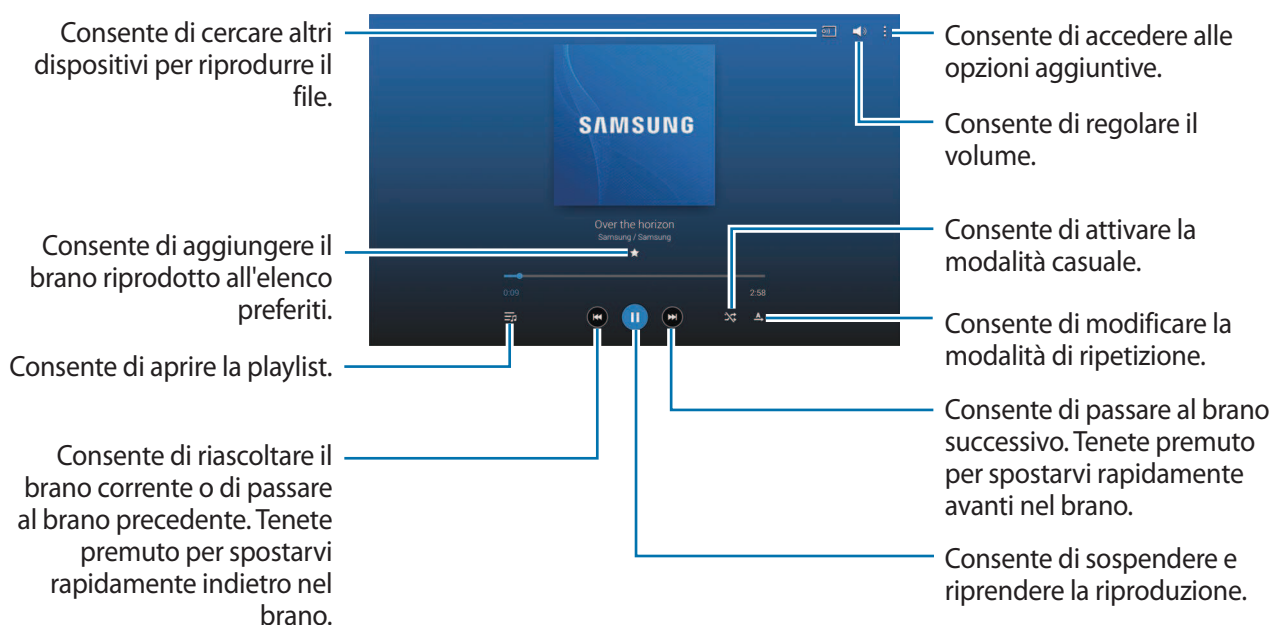 Consente di cercare altri
dispositivi per riprodurre il
file.
Consente di aggiungere il
brano riprodotto all'elenco
preferiti.
Consente di aprire la playlist.
Consente di riascoltare il
brano corrente o di passare
al brano precedente. Tenete
premuto per spostarvi
rapidamente indietro nel
brano.
SAMSUNG
Over the horizon
Samsung / Samsung
0:09
2:58
Consente di accedere alle
opzioni aggiuntive.
Consente di regolare il
volume.
Consente di attivare la
modalità casuale.
Consente di modificare la
modalità di ripetizione.
Consente di passare al brano
successivo. Tenete premuto
per spostarvi rapidamente
avanti nel brano.
Consente di sospendere e
riprendere la riproduzione.